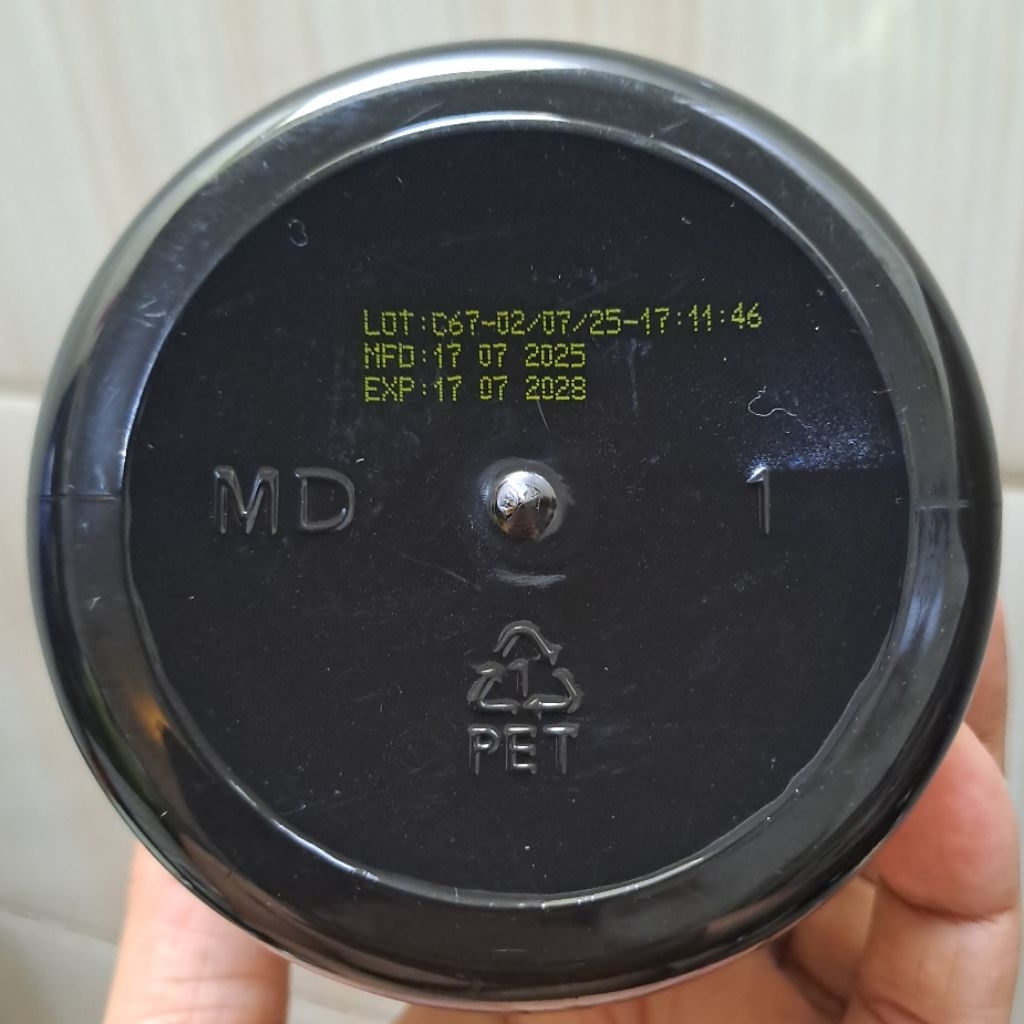 LOT:C67-02/07/25-17:11:46
MFD:17 07 2025
EXP:17 07 2028
MD 1
1
PET